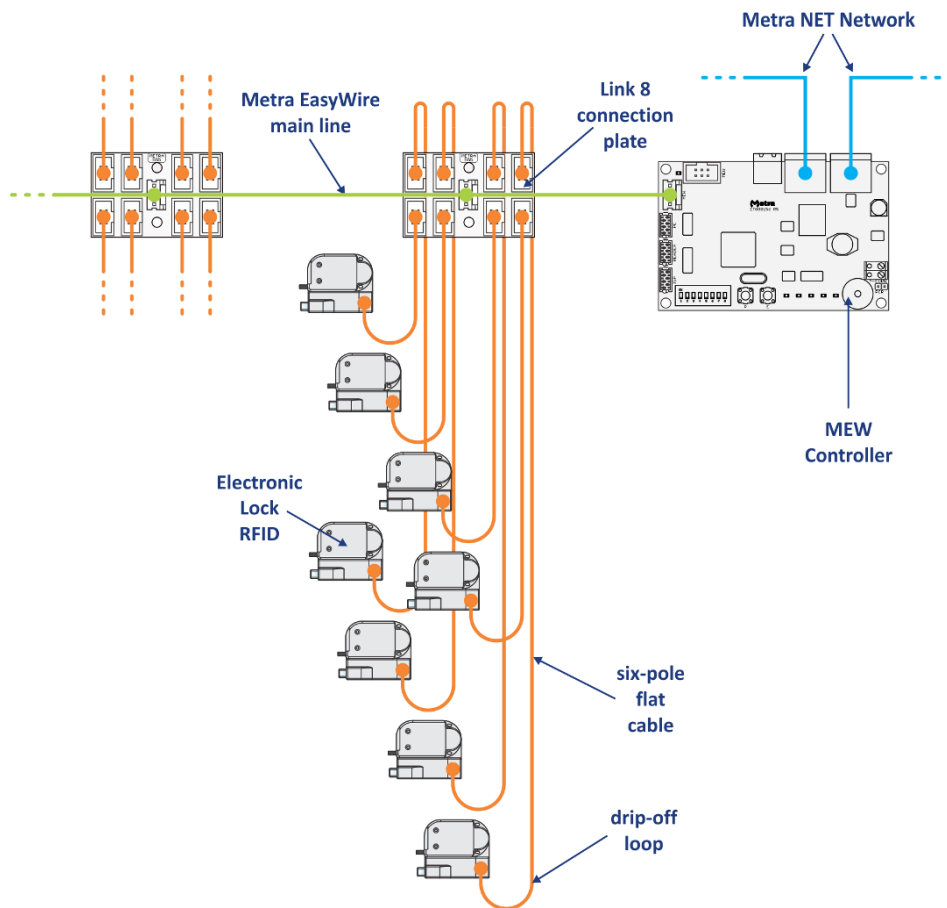 Metra NET Network
Metra EasyWire
main line
Link 8
connection
plate
Metra
MEW
Controller
Electronic
Lock
RFID
six-pole
flat
cable
drip-off
loop